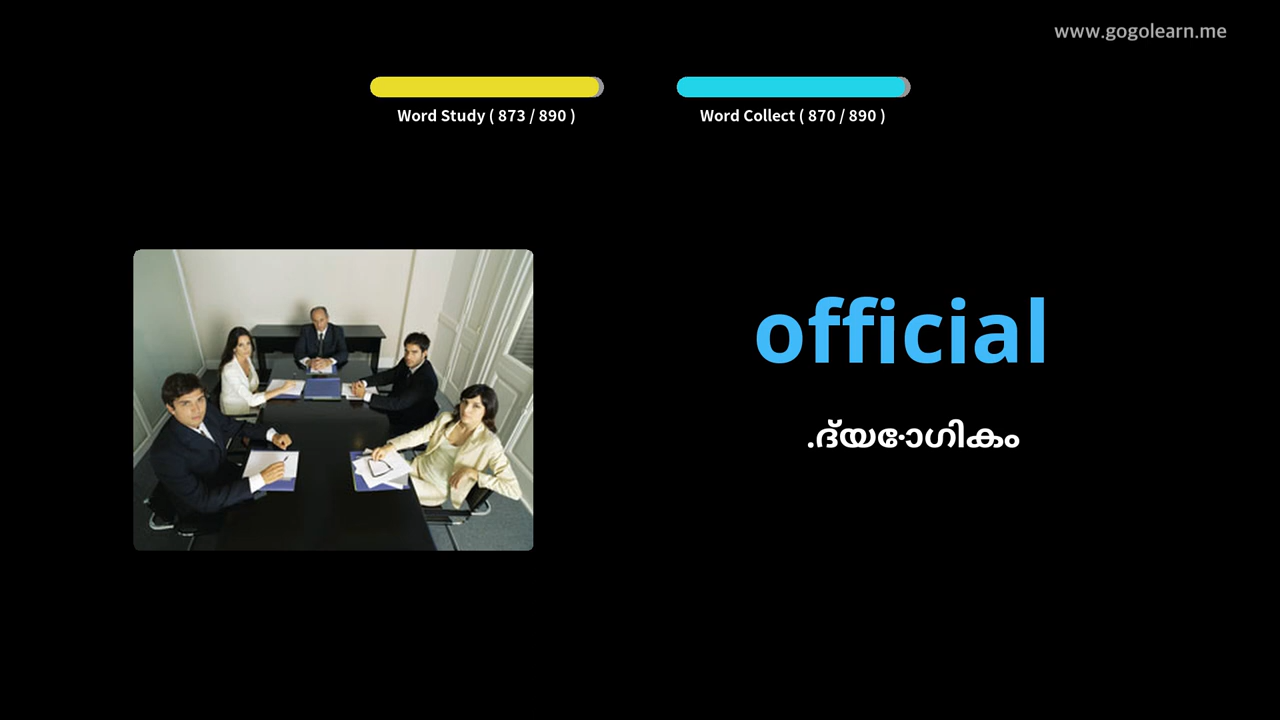 www.gogolearn.me
Word Study ( 873 / 890 )
Word Collect ( 870 / 890 )
official
.ദ്യോഗികം